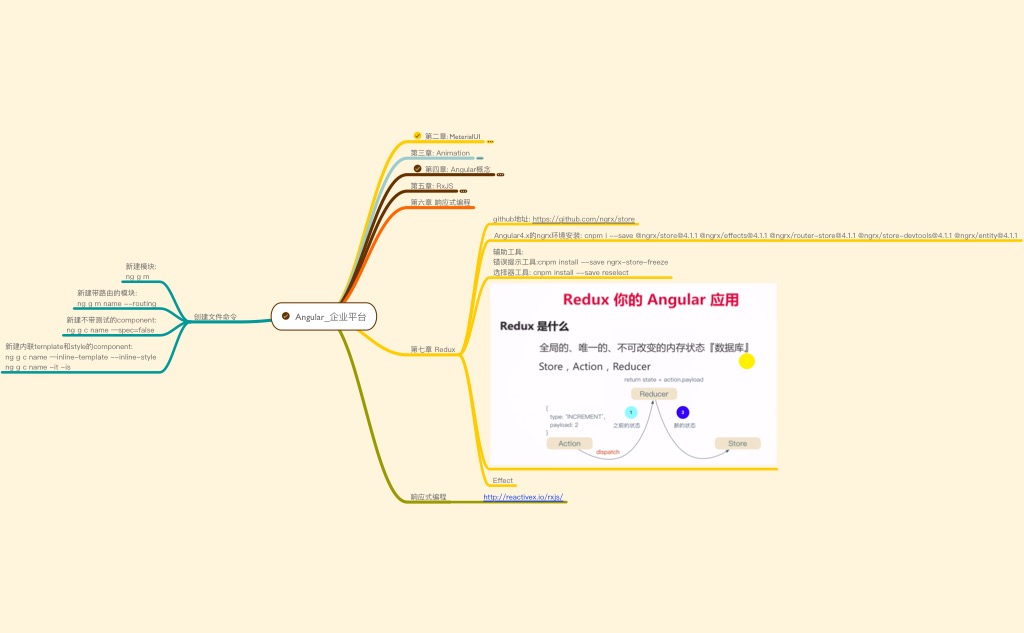 第二章: MeterialUI
第三章: Animation
第四章: Angular概念
第五章: RxJS
第六章 响应式编程
github地址: https://github.com/ngrx/store
Angular4.x的ngrx环境安装: cnpm i --save @ngrx/store@4.1.1 @ngrx/effects@4.1.1 @ngrx/router-store@4.1.1 @ngrx/store-devtools@4.1.1 @ngrx/entity@4.1.1
辅助工具:
错误提示工具:cnpm install --save ngrx-store-freeze
选择器工具: cnpm install --save reselect
新建模块:
ng g m
新建带路由的模块:
ng g m name --routing
新建不带测试的component:
ng g c name —spec=false
新建内联template和style的component:
ng g c name —inline-template --inline-style
ng g c name -it -is
创建文件命令
Angular_企业平台
第七章 Redux
Redux 你的 Angular 应用
Redux 是什么
全局的、唯一的、不可改变的内存状态『数据库』
Store , Action , Reducer
return state + action.payload
Reducer
{
type: 'INCREMENT',
payload: 2
}
1
之前的状态
2
新的状态
Action
dispatch
Store
Effect
响应式编程
http://reactivex.io/rxjs/